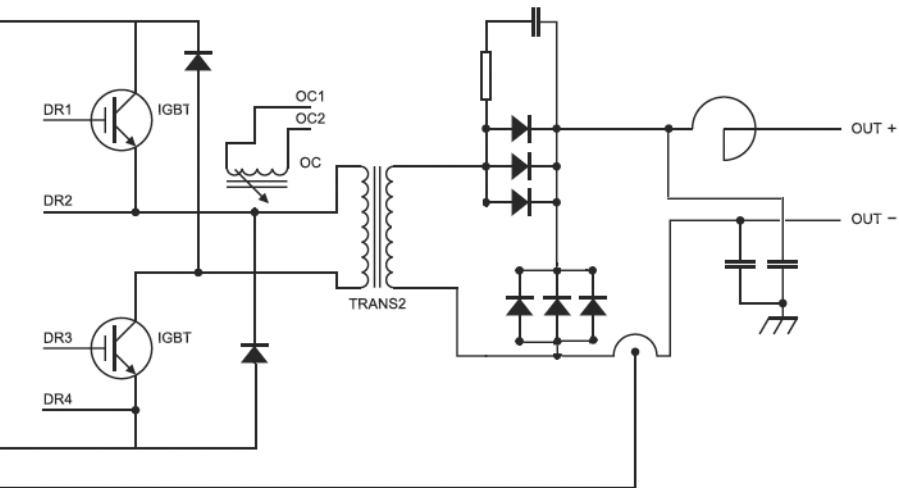 DR1
IGBT
OC1
OC2
OC
DR2
TRANS2
DR3
IGBT
DR4
OUT +
OUT −